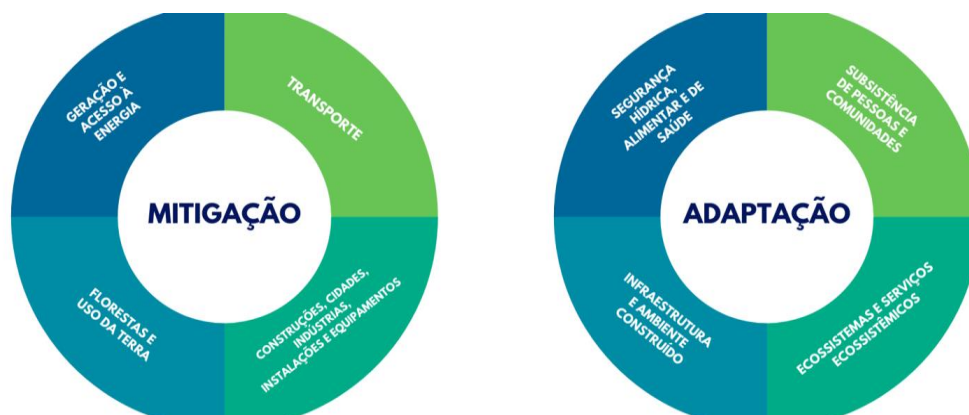 GERAÇÃO E
ACESSO À
ENERGIA
TRANSPORTE
MITIGAÇÃO
FLORESTAS E
USO DA TERRA
CONSTRUÇÕES, CIDADES,
INDÚSTRIAS,
INSTALAÇÕES E EQUIPAMENTOS
SEGURANÇA
HÍDRICA,
ALIMENTAR E DE
SAÚDE
SUBSISTÊNCIA
DE PESSOAS E
COMUNIDADES
ADAPTAÇÃO
INFRAESTRUTURA
E AMBIENTE
CONSTRUÍDO
ECOSSISTEMAS E SERVIÇOS
ECOSSISTÊMICOS